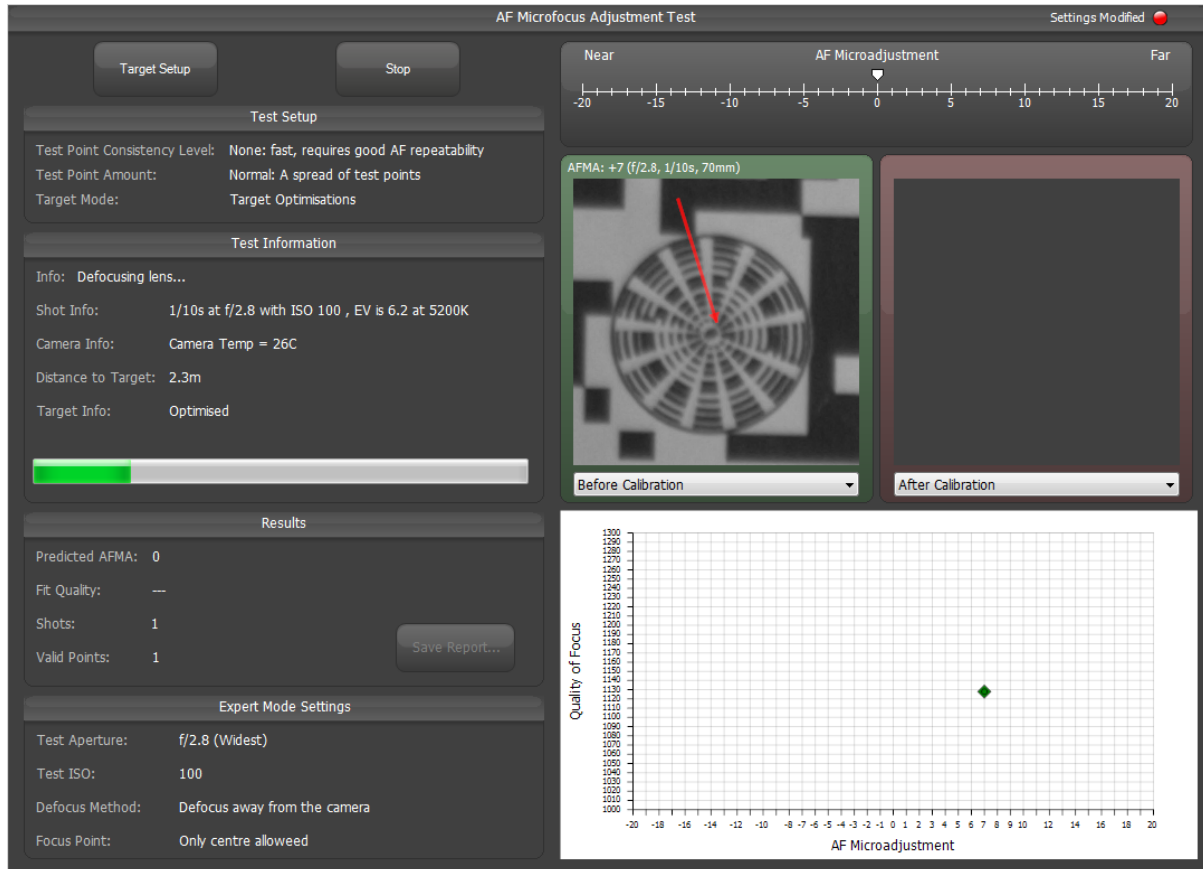 AF Microfocus Adjustment Test
Settings Modified
Target Setup
Stop
Near
AF Microadjustment
Far
-20 -15 -10 -5 0 5 10 15 20
Test Setup
Test Point Consistency Level: None: fast, requires good AF repeatability
Test Point Amount: Normal: A spread of test points
Target Mode: Target Optimisations
AFMA: +7 (f/2.8, 1/10s, 70mm)
Before Calibration
After Calibration
Test Information
Info: Defocusing lens...
Shot Info: 1/10s at f/2.8 with ISO 100 , EV is 6.2 at 5200K
Camera Info: Camera Temp = 26C
Distance to Target: 2.3m
Target Info: Optimised
Results
Predicted AFMA: 0
Fit Quality: ---
Shots: 1
Valid Points: 1
Save Report...
Expert Mode Settings
Test Aperture: f/2.8 (Widest)
Test ISO: 100
Defocus Method: Defocus away from the camera
Focus Point: Only centre alloweed
Quality of Focus
1300
1290
1280
1270
1260
1250
1240
1230
1220
1210
1200
1190
1180
1170
1160
1150
1140
1130
1120
1110
1100
1090
1080
1070
1060
1050
1040
1030
1020
1010
1000
-20 -18 -16 -14 -12 -10 -8 -7 -6 -5 -4 -3 -2 -1 0 1 2 3 4 5 6 7 8 9 10 12 14 16 18 20
AF Microadjustment